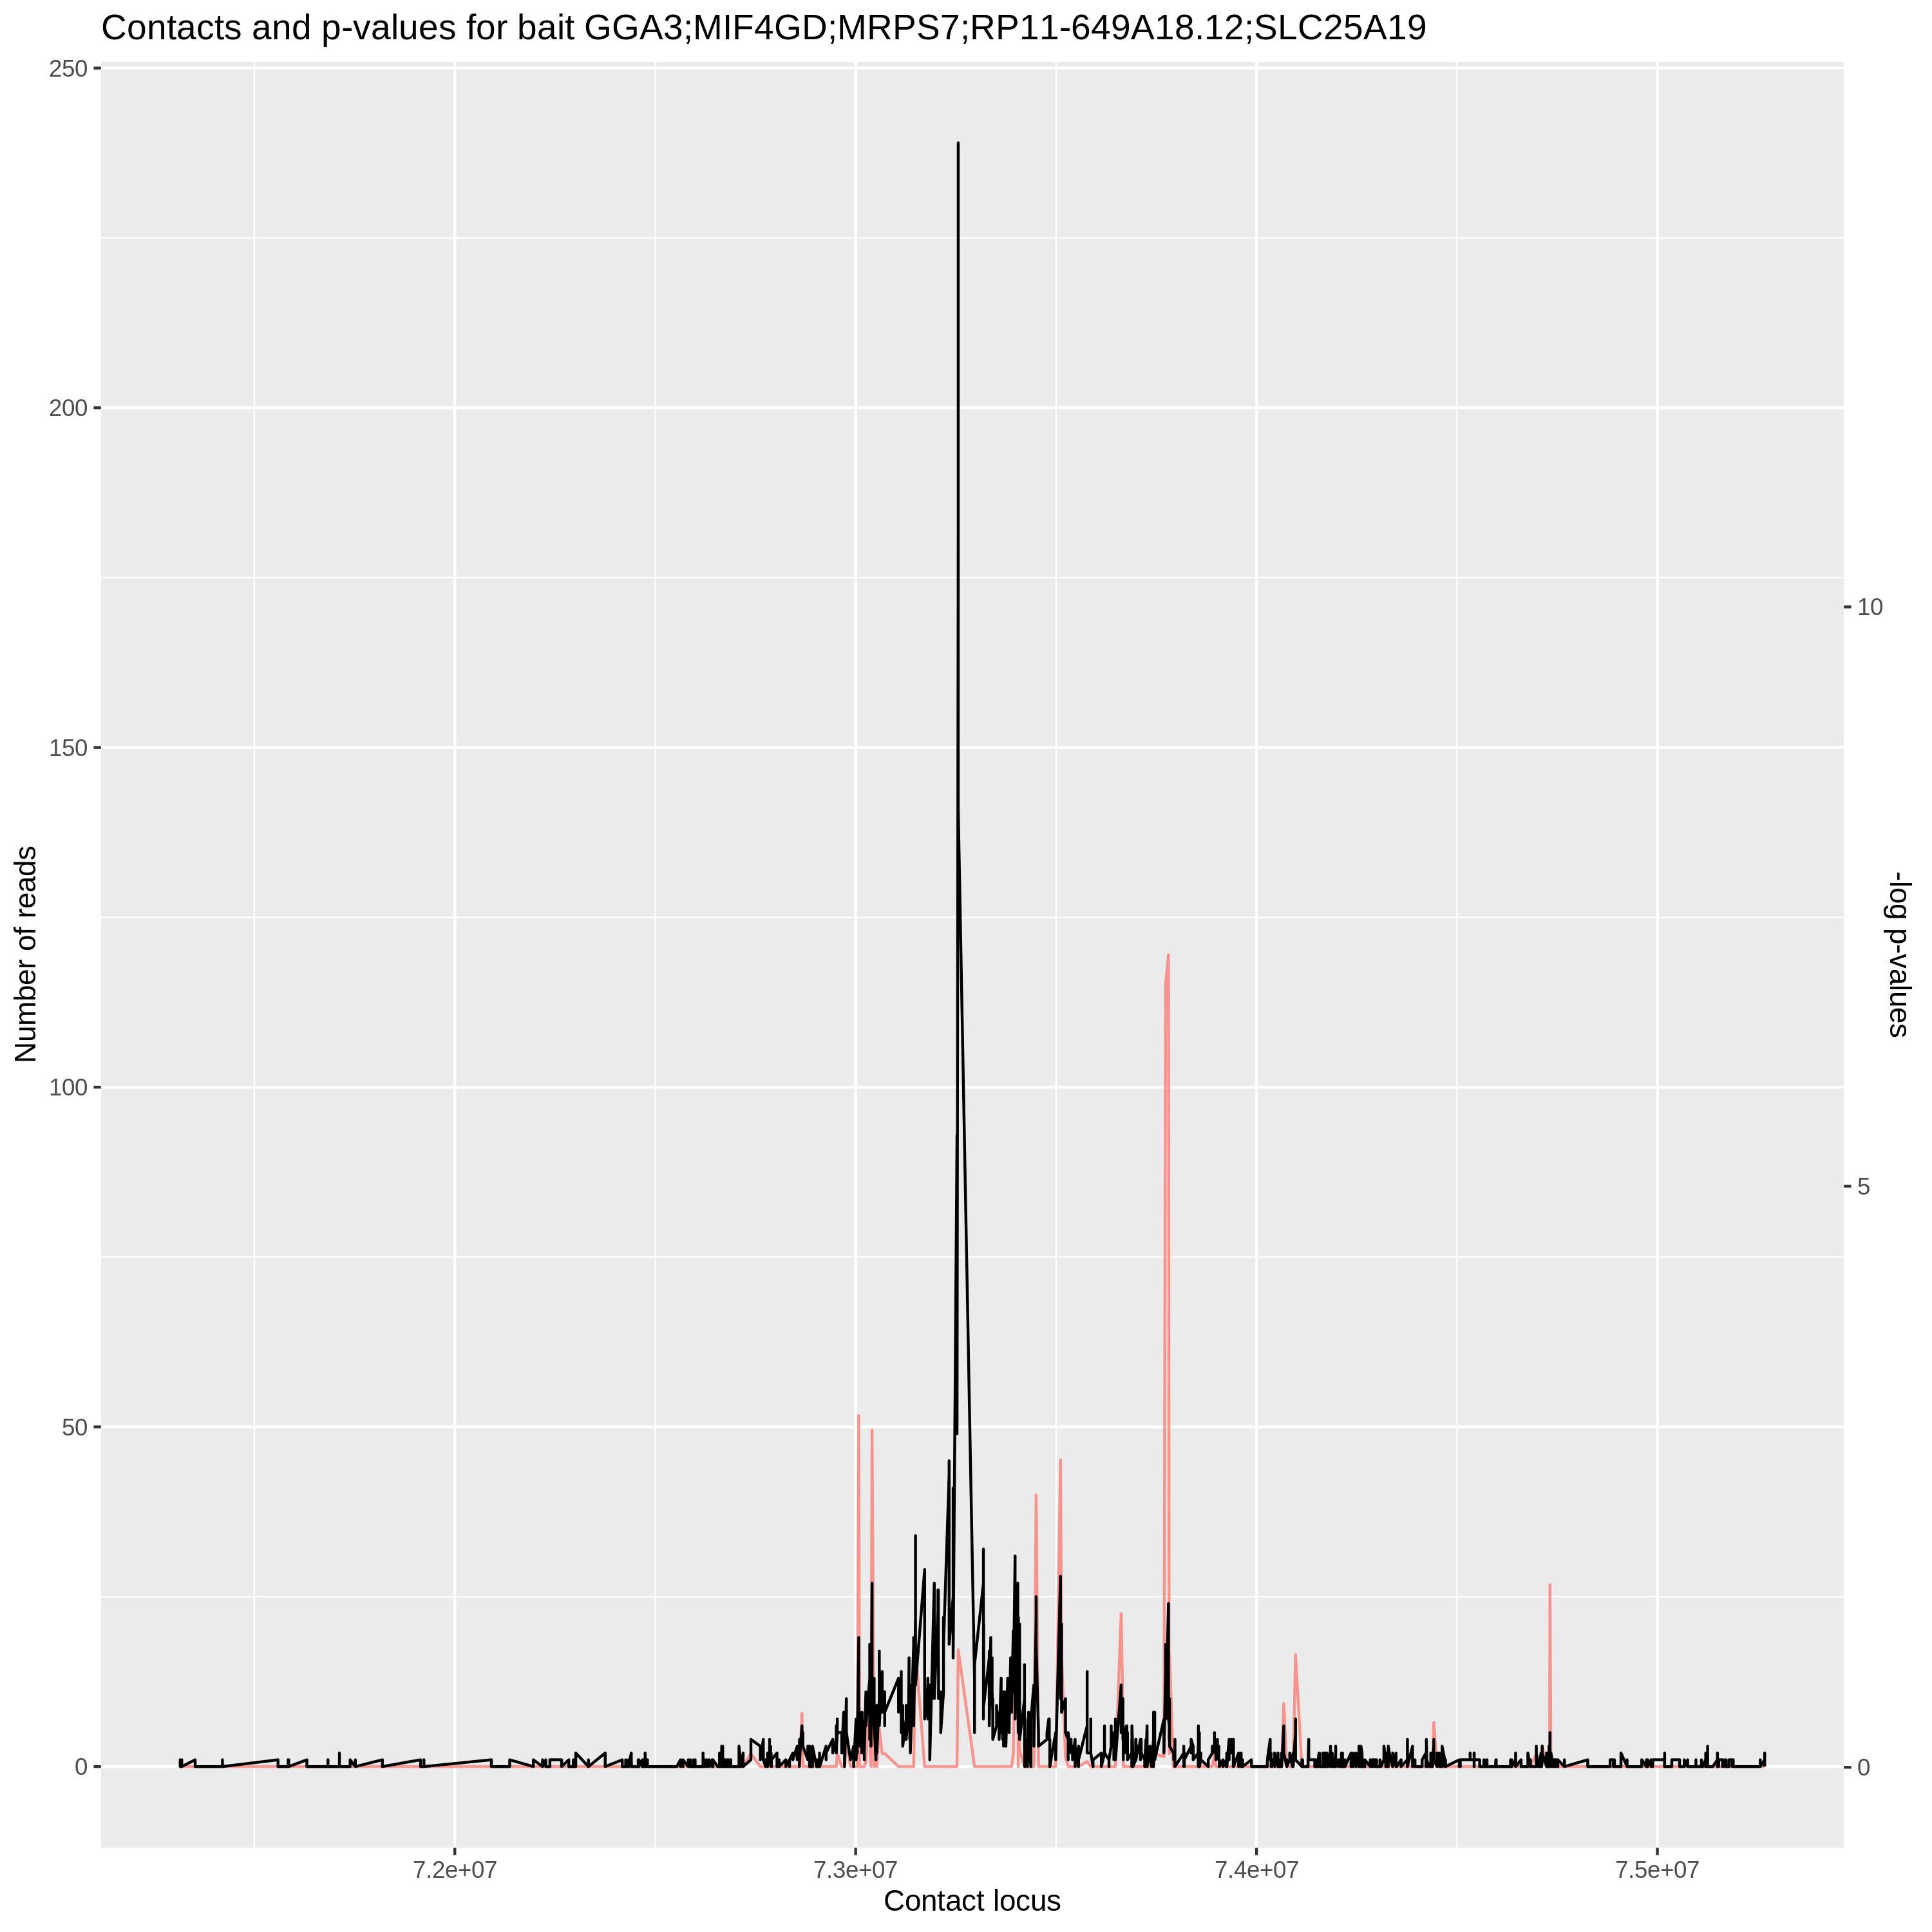 Contacts and p-values for bait GGA3;MIF4GD;MRPS7;RP11-649A18.12;SLC25A19
250
200
150
100
50
0
Number of reads
10
5
0
-log p-values
7.2e+07
7.3e+07
7.4e+07
7.5e+07
Contact locus